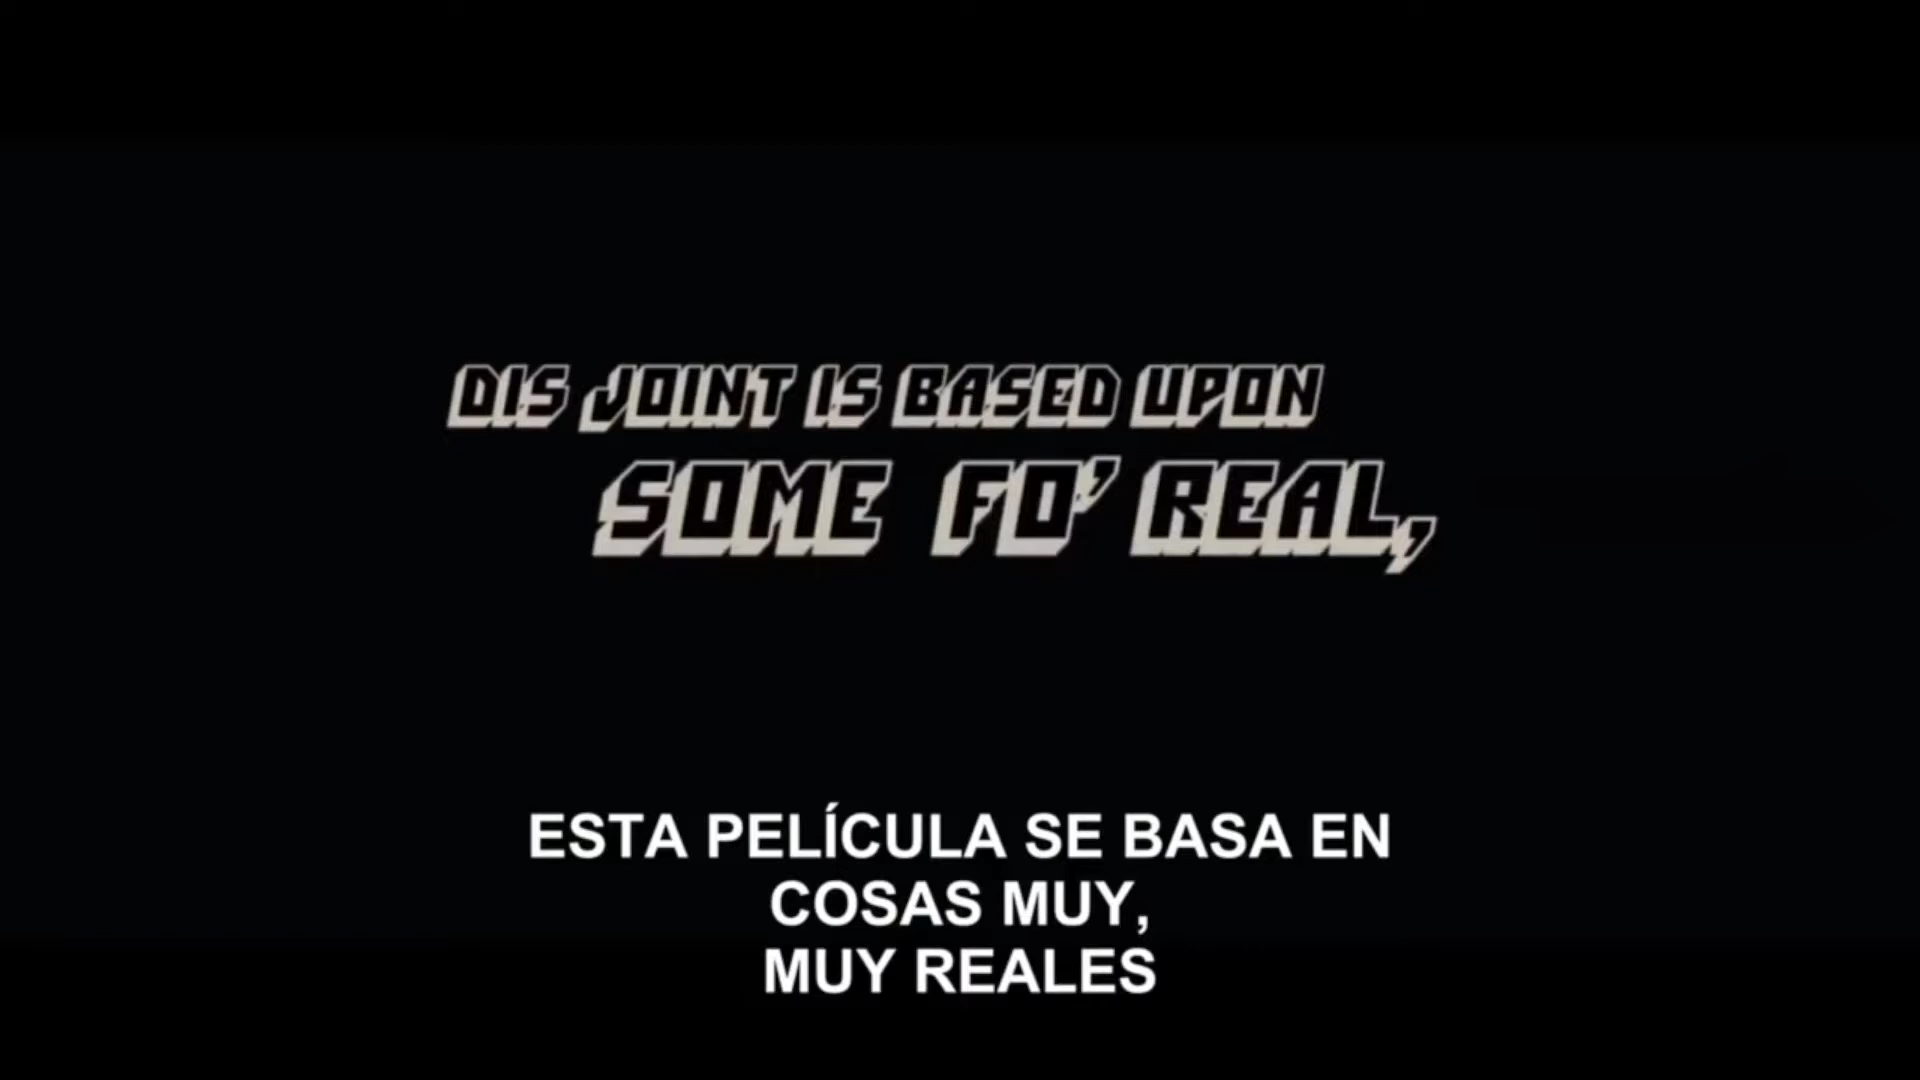 DIS JOINT IS BASED UPON
SOME FO' REAL,
ESTA PELÍCULA SE BASA EN
COSAS MUY,
MUY REALES